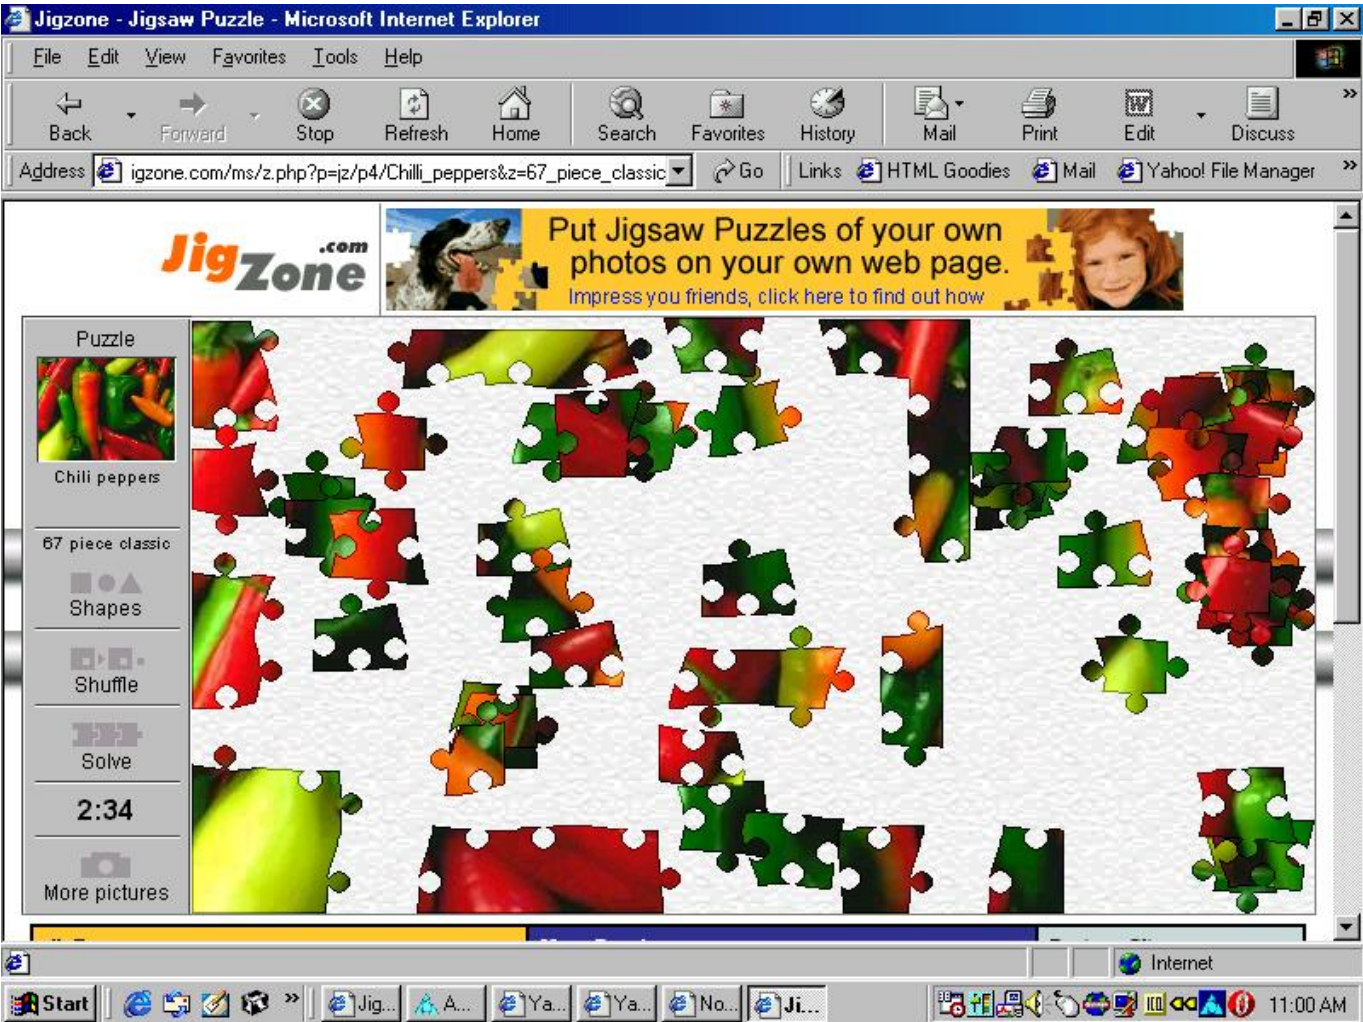 Jigzone - Jigsaw Puzzle - Microsoft Internet Explorer
File Edit View Favorites Tools Help
Back Forward Stop Refresh Home Search Favorites History Mail Print Edit Discuss
Address igzone.com/ms/z.php?p=jz/p4/Chilli_peppers&z=67_piece_classic Go Links HTML Goodies Mail Yahoo! File Manager
JigZone.com
Put Jigsaw Puzzles of your own
photos on your own web page.
Impress you friends, click here to find out how
Puzzle
Chili peppers
67 piece classic
Shapes
Shuffle
Solve
2:34
More pictures
Internet
Start Jig... A... Ya... Ya... No... Ji... 11:00 AM